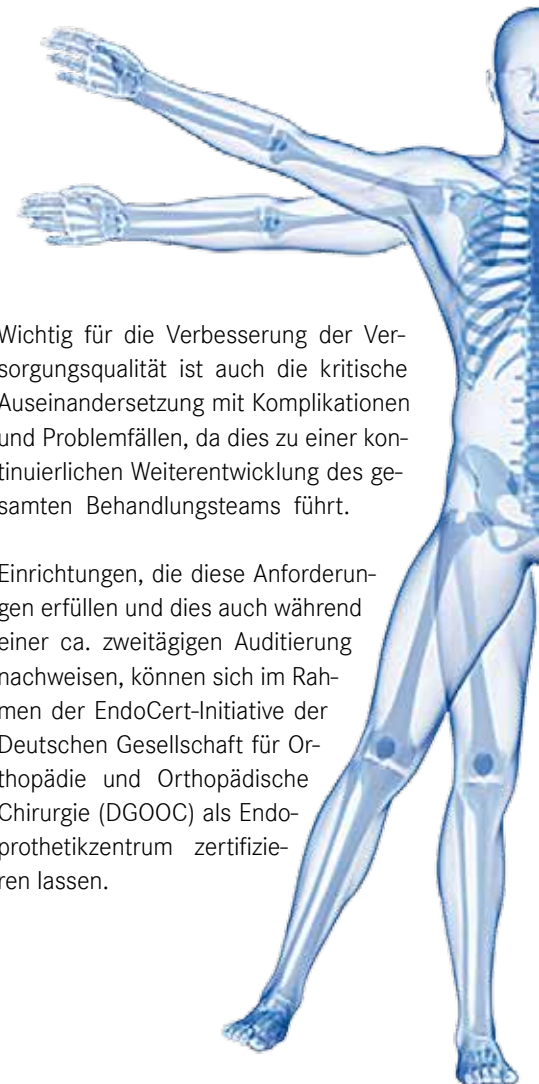 Wichtig für die Verbesserung der Ver-
sorgungsqualität ist auch die kritische
Auseinandersetzung mit Komplikationen
und Problemfällen, da dies zu einer kon-
tinuierlichen Weiterentwicklung des ge-
samten Behandlungsteams führt.
Einrichtungen, die diese Anforderun-
gen erfüllen und dies auch während
einer ca. zweitägigen Auditierung
nachweisen, können sich im Rah-
men der EndoCert-Initiative der
Deutschen Gesellschaft für Or-
thopädie und Orthopädische
Chirurgie (DGOOC) als Endo-
prothetikzentrum zertifizie-
ren lassen.